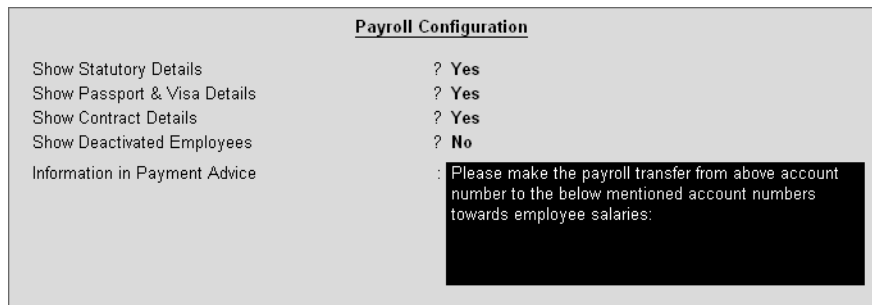 Payroll Configuration
Show Statutory Details ? Yes
Show Passport & Visa Details ? Yes
Show Contract Details ? Yes
Show Deactivated Employees ? No
Information in Payment Advice : Please make the payroll transfer from above account
number to the below mentioned account numbers
towards employee salaries: